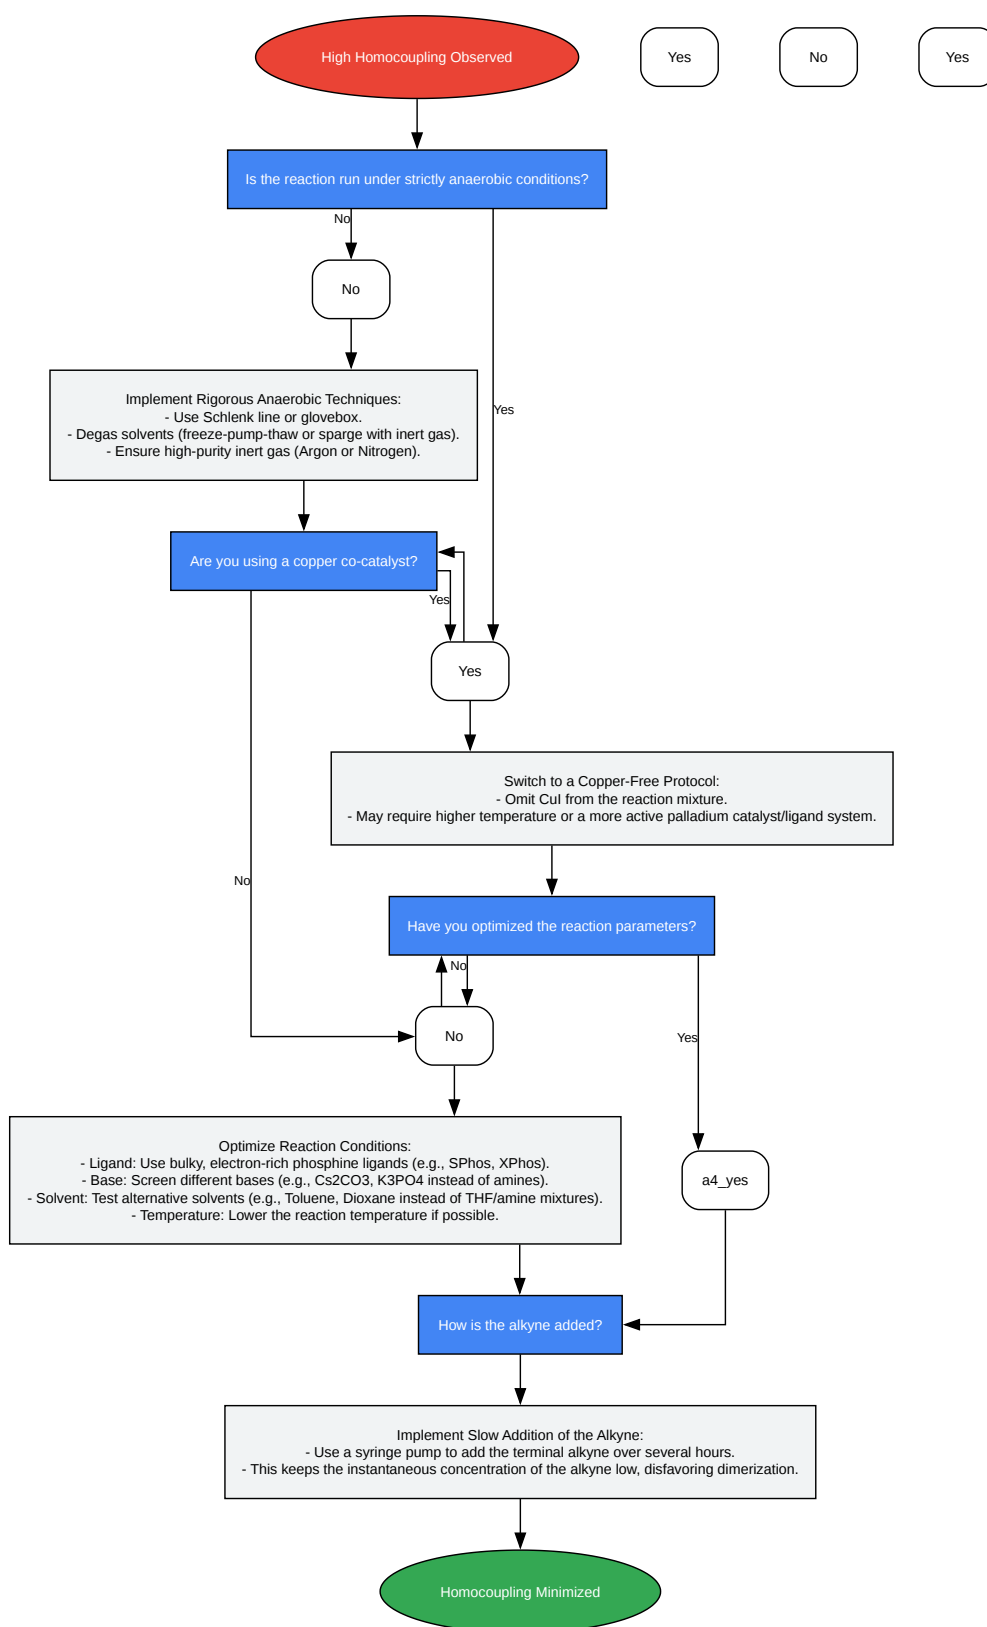 High Homocoupling Observed
Yes
No
Yes
Is the reaction run under strictly anaerobic conditions?
No
No
Implement Rigorous Anaerobic Techniques:
- Use Schlenk line or glovebox.
- Degas solvents (freeze-pump-thaw or sparge with inert gas).
- Ensure high-purity inert gas (Argon or Nitrogen).
Yes
Are you using a copper co-catalyst?
Yes
Yes
Switch to a Copper-Free Protocol:
- Omit CuI from the reaction mixture.
- May require higher temperature or a more active palladium catalyst/ligand system.
No
Have you optimized the reaction parameters?
No
No
Yes
Optimize Reaction Conditions:
- Ligand: Use bulky, electron-rich phosphine ligands (e.g., SPhos, XPhos).
- Base: Screen different bases (e.g., Cs2CO3, K3PO4 instead of amines).
- Solvent: Test alternative solvents (e.g., Toluene, Dioxane instead of THF/amine mixtures).
- Temperature: Lower the reaction temperature if possible.
a4_yes
How is the alkyne added?
Implement Slow Addition of the Alkyne:
- Use a syringe pump to add the terminal alkyne over several hours.
- This keeps the instantaneous concentration of the alkyne low, disfavoring dimerization.
Homocoupling Minimized